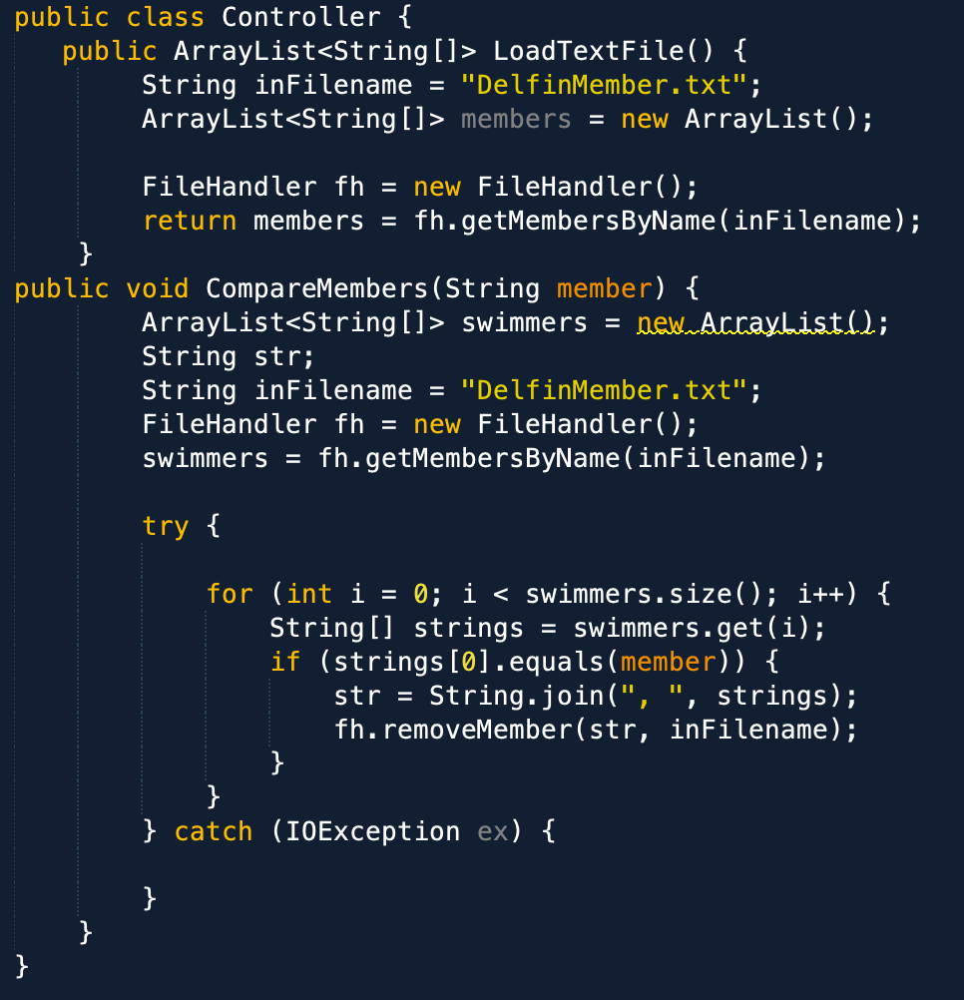 public class Controller {
public ArrayList<String[]> LoadTextFile() {
String inFilename = "DelfinMember.txt";
ArrayList<String[]> members = new ArrayList();
FileHandler fh = new FileHandler();
return members = fh.getMembersByName(inFilename);
}
public void CompareMembers(String member) {
ArrayList<String[]> swimmers = new ArrayList();
String str;
String inFilename = "DelfinMember.txt";
FileHandler fh = new FileHandler();
swimmers = fh.getMembersByName(inFilename);
try {
for (int i = 0; i < swimmers.size(); i++) {
String[] strings = swimmers.get(i);
if (strings[0].equals(member)) {
str = String.join(", ", strings);
fh.removeMember(str, inFilename);
}
}
} catch (IOException ex) {
}
}
}